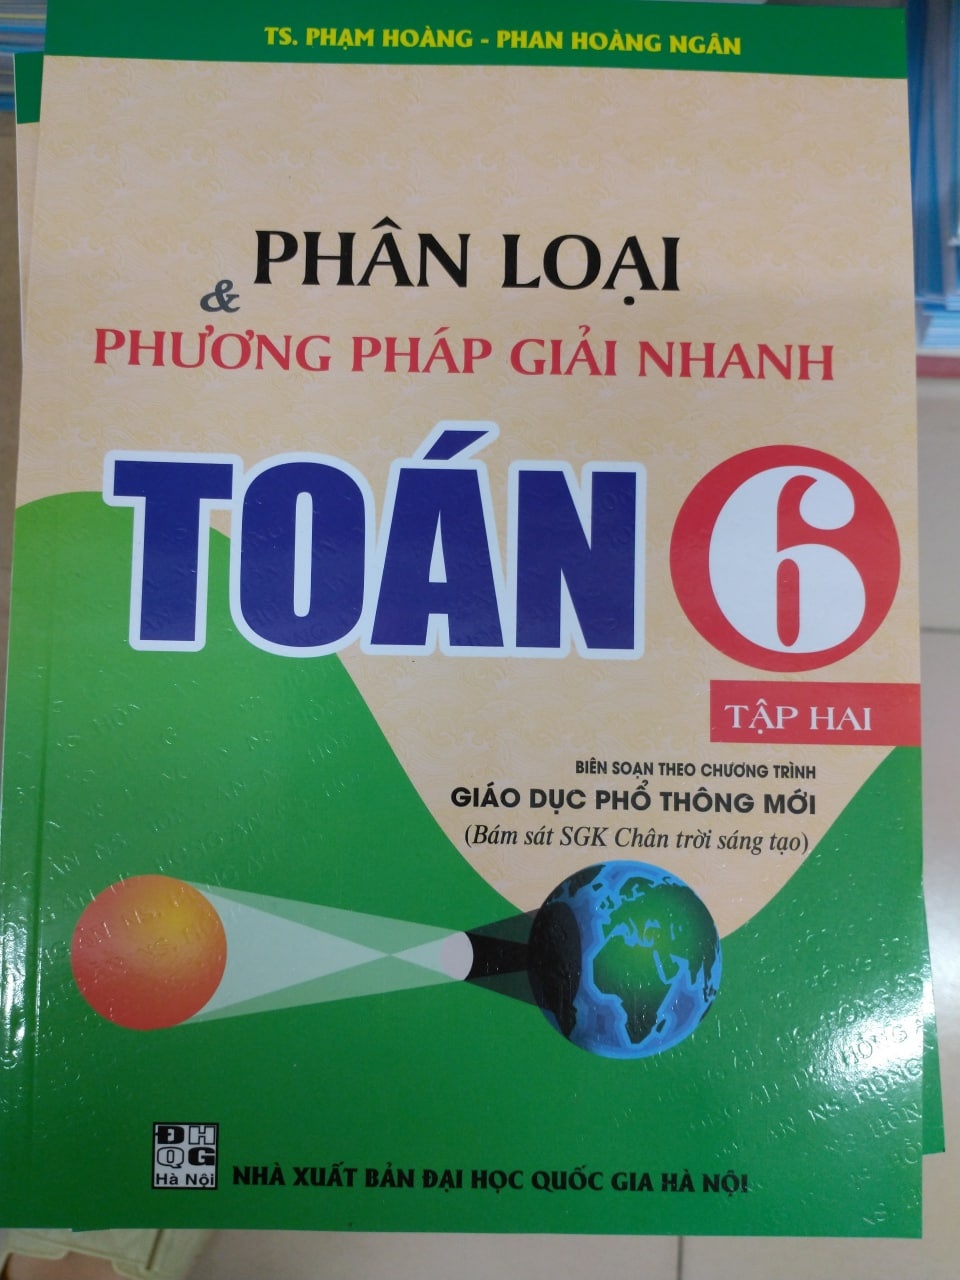 TS. PHẠM HOÀNG - PHAN HOÀNG NGÂN
PHÂN LOẠI
&
PHƯƠNG PHÁP GIẢI NHANH
TOÁN 6
TẬP HAI
BIÊN SOẠN THEO CHƯƠNG TRÌNH
GIÁO DỤC PHỔ THÔNG MỚI
(Bám sát SGK Chân trời sáng tạo)
ĐH
QG
Hà Nội
NHÀ XUẤT BẢN ĐẠI HỌC QUỐC GIA HÀ NỘI